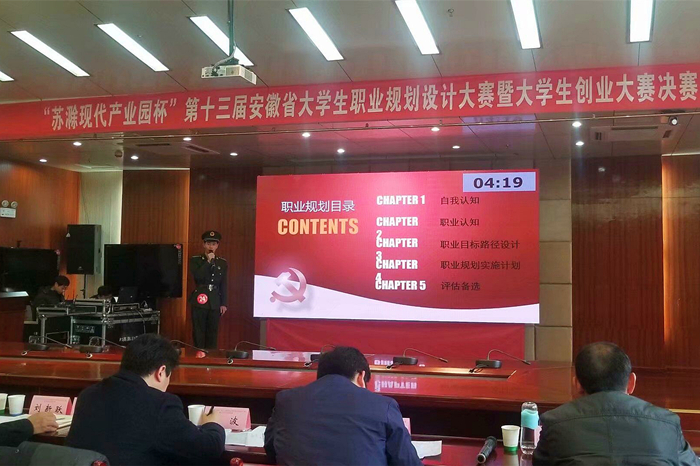 “苏滁现代产业园杯”第十三届安徽省大学生职业规划设计大赛暨大学生创业大赛决赛
04:19
职业规划目录
CONTENTS
CHAPTER 1 自我认知
CHAPTER 2 职业认知
CHAPTER 3 职业目标路径设计
CHAPTER 4 职业规划实施计划
CHAPTER 5 评估备选
波